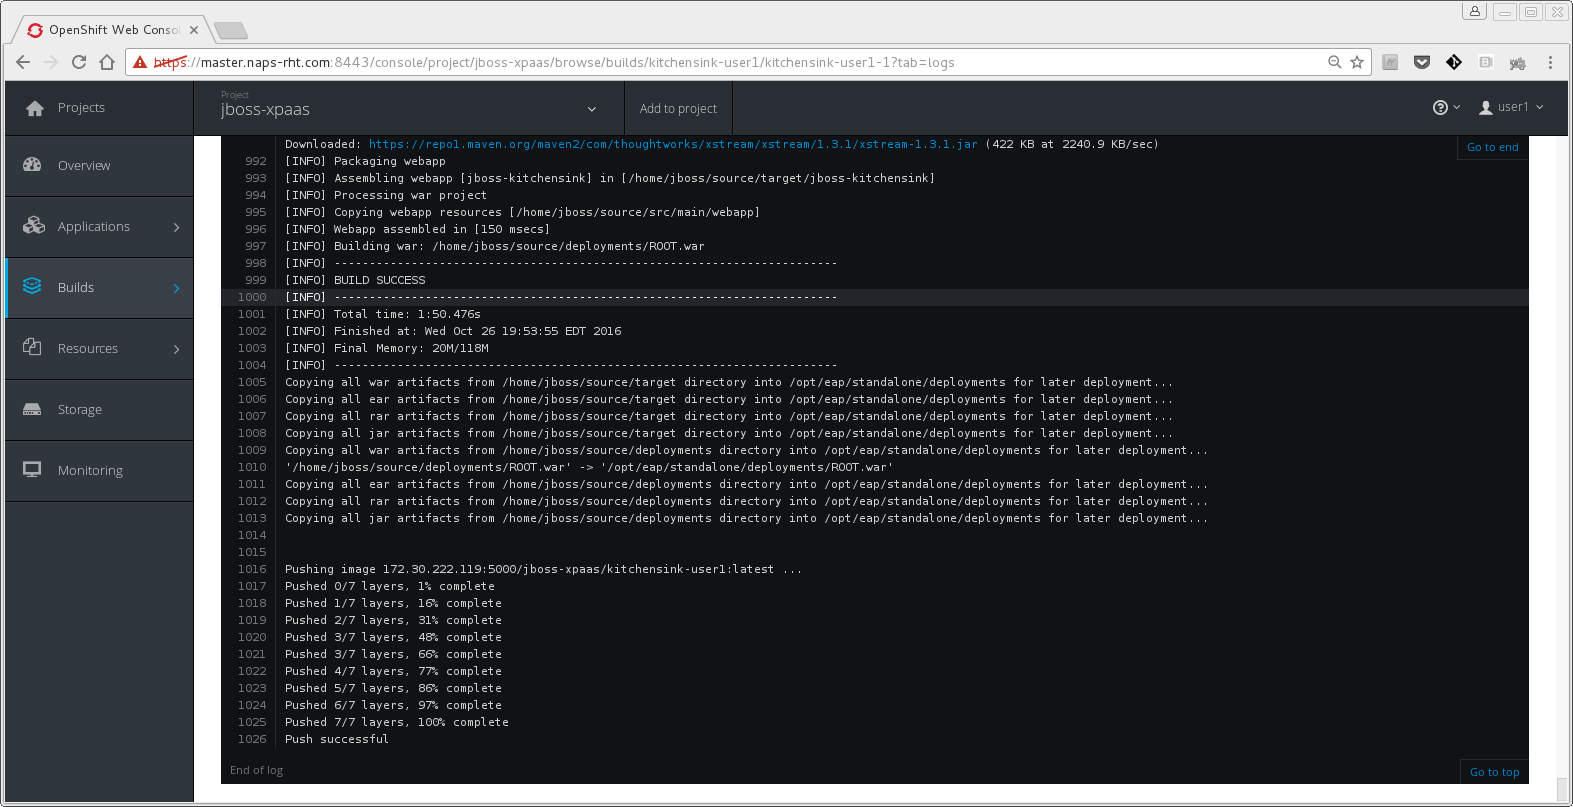 OpenShift Web Conso
https://master.naps-rht.com:8443/console/project/jboss-xpaas/browse/builds/kitchensink-user1/kitchensink-user1-1?tab=logs
Projects
Project
jboss-xpaas
Add to project
user1
Overview
Applications
Builds
Resources
Storage
Monitoring
Go to end
Downloaded: https://repo1.maven.org/maven2/com/thoughtworks/xstream/xstream/1.3.1/xstream-1.3.1.jar (422 KB at 2240.9 KB/sec)
992 [INFO] Packaging webapp
993 [INFO] Assembling webapp [jboss-kitchensink] in [/home/jboss/source/target/jboss-kitchensink]
994 [INFO] Processing war project
995 [INFO] Copying webapp resources [/home/jboss/source/src/main/webapp]
996 [INFO] Webapp assembled in [150 msecs]
997 [INFO] Building war: /home/jboss/source/deployments/ROOT.war
998 [INFO] ------------------------------------------------------------------------
999 [INFO] BUILD SUCCESS
1000 [INFO] ------------------------------------------------------------------------
1001 [INFO] Total time: 1:50.476s
1002 [INFO] Finished at: Wed Oct 26 19:53:55 EDT 2016
1003 [INFO] Final Memory: 20M/118M
1004 [INFO] ------------------------------------------------------------------------
1005 Copying all war artifacts from /home/jboss/source/target directory into /opt/eap/standalone/deployments for later deployment...
1006 Copying all ear artifacts from /home/jboss/source/target directory into /opt/eap/standalone/deployments for later deployment...
1007 Copying all rar artifacts from /home/jboss/source/target directory into /opt/eap/standalone/deployments for later deployment...
1008 Copying all jar artifacts from /home/jboss/source/target directory into /opt/eap/standalone/deployments for later deployment...
1009 Copying all war artifacts from /home/jboss/source/deployments directory into /opt/eap/standalone/deployments for later deployment...
1010 '/home/jboss/source/deployments/ROOT.war' -> '/opt/eap/standalone/deployments/ROOT.war'
1011 Copying all ear artifacts from /home/jboss/source/deployments directory into /opt/eap/standalone/deployments for later deployment...
1012 Copying all rar artifacts from /home/jboss/source/deployments directory into /opt/eap/standalone/deployments for later deployment...
1013 Copying all jar artifacts from /home/jboss/source/deployments directory into /opt/eap/standalone/deployments for later deployment...
1014
1015
1016 Pushing image 172.30.222.119:5000/jboss-xpaas/kitchensink-user1:latest ...
1017 Pushed 0/7 layers, 1% complete
1018 Pushed 1/7 layers, 16% complete
1019 Pushed 2/7 layers, 31% complete
1020 Pushed 3/7 layers, 48% complete
1021 Pushed 3/7 layers, 66% complete
1022 Pushed 4/7 layers, 77% complete
1023 Pushed 5/7 layers, 86% complete
1024 Pushed 6/7 layers, 97% complete
1025 Pushed 7/7 layers, 100% complete
1026 Push successful
End of log
Go to top